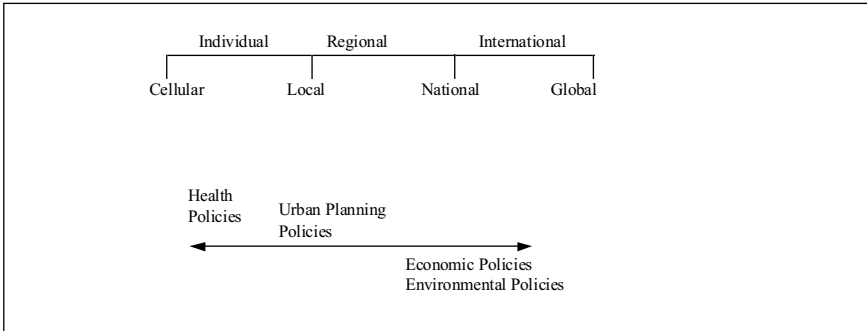 Individual Regional International
Cellular Local National Global
Health
Policies
Urban Planning
Policies
Economic Policies
Environmental Policies